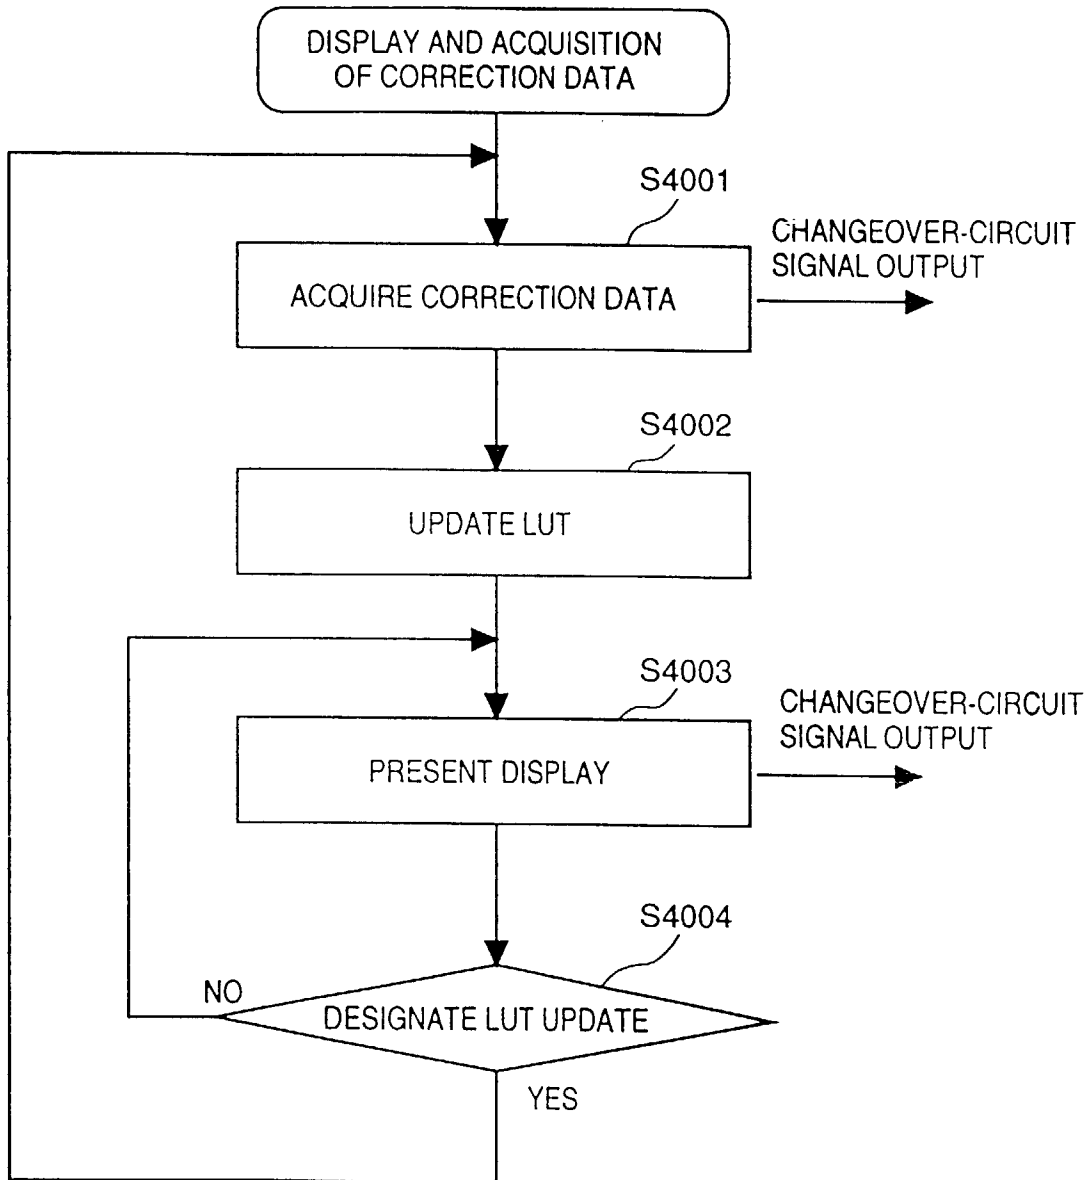 DISPLAY AND ACQUISITION
OF CORRECTION DATA
S4001
CHANGEOVER-CIRCUIT
SIGNAL OUTPUT
ACQUIRE CORRECTION DATA
S4002
UPDATE LUT
S4003
CHANGEOVER-CIRCUIT
SIGNAL OUTPUT
PRESENT DISPLAY
S4004
NO
DESIGNATE LUT UPDATE
YES